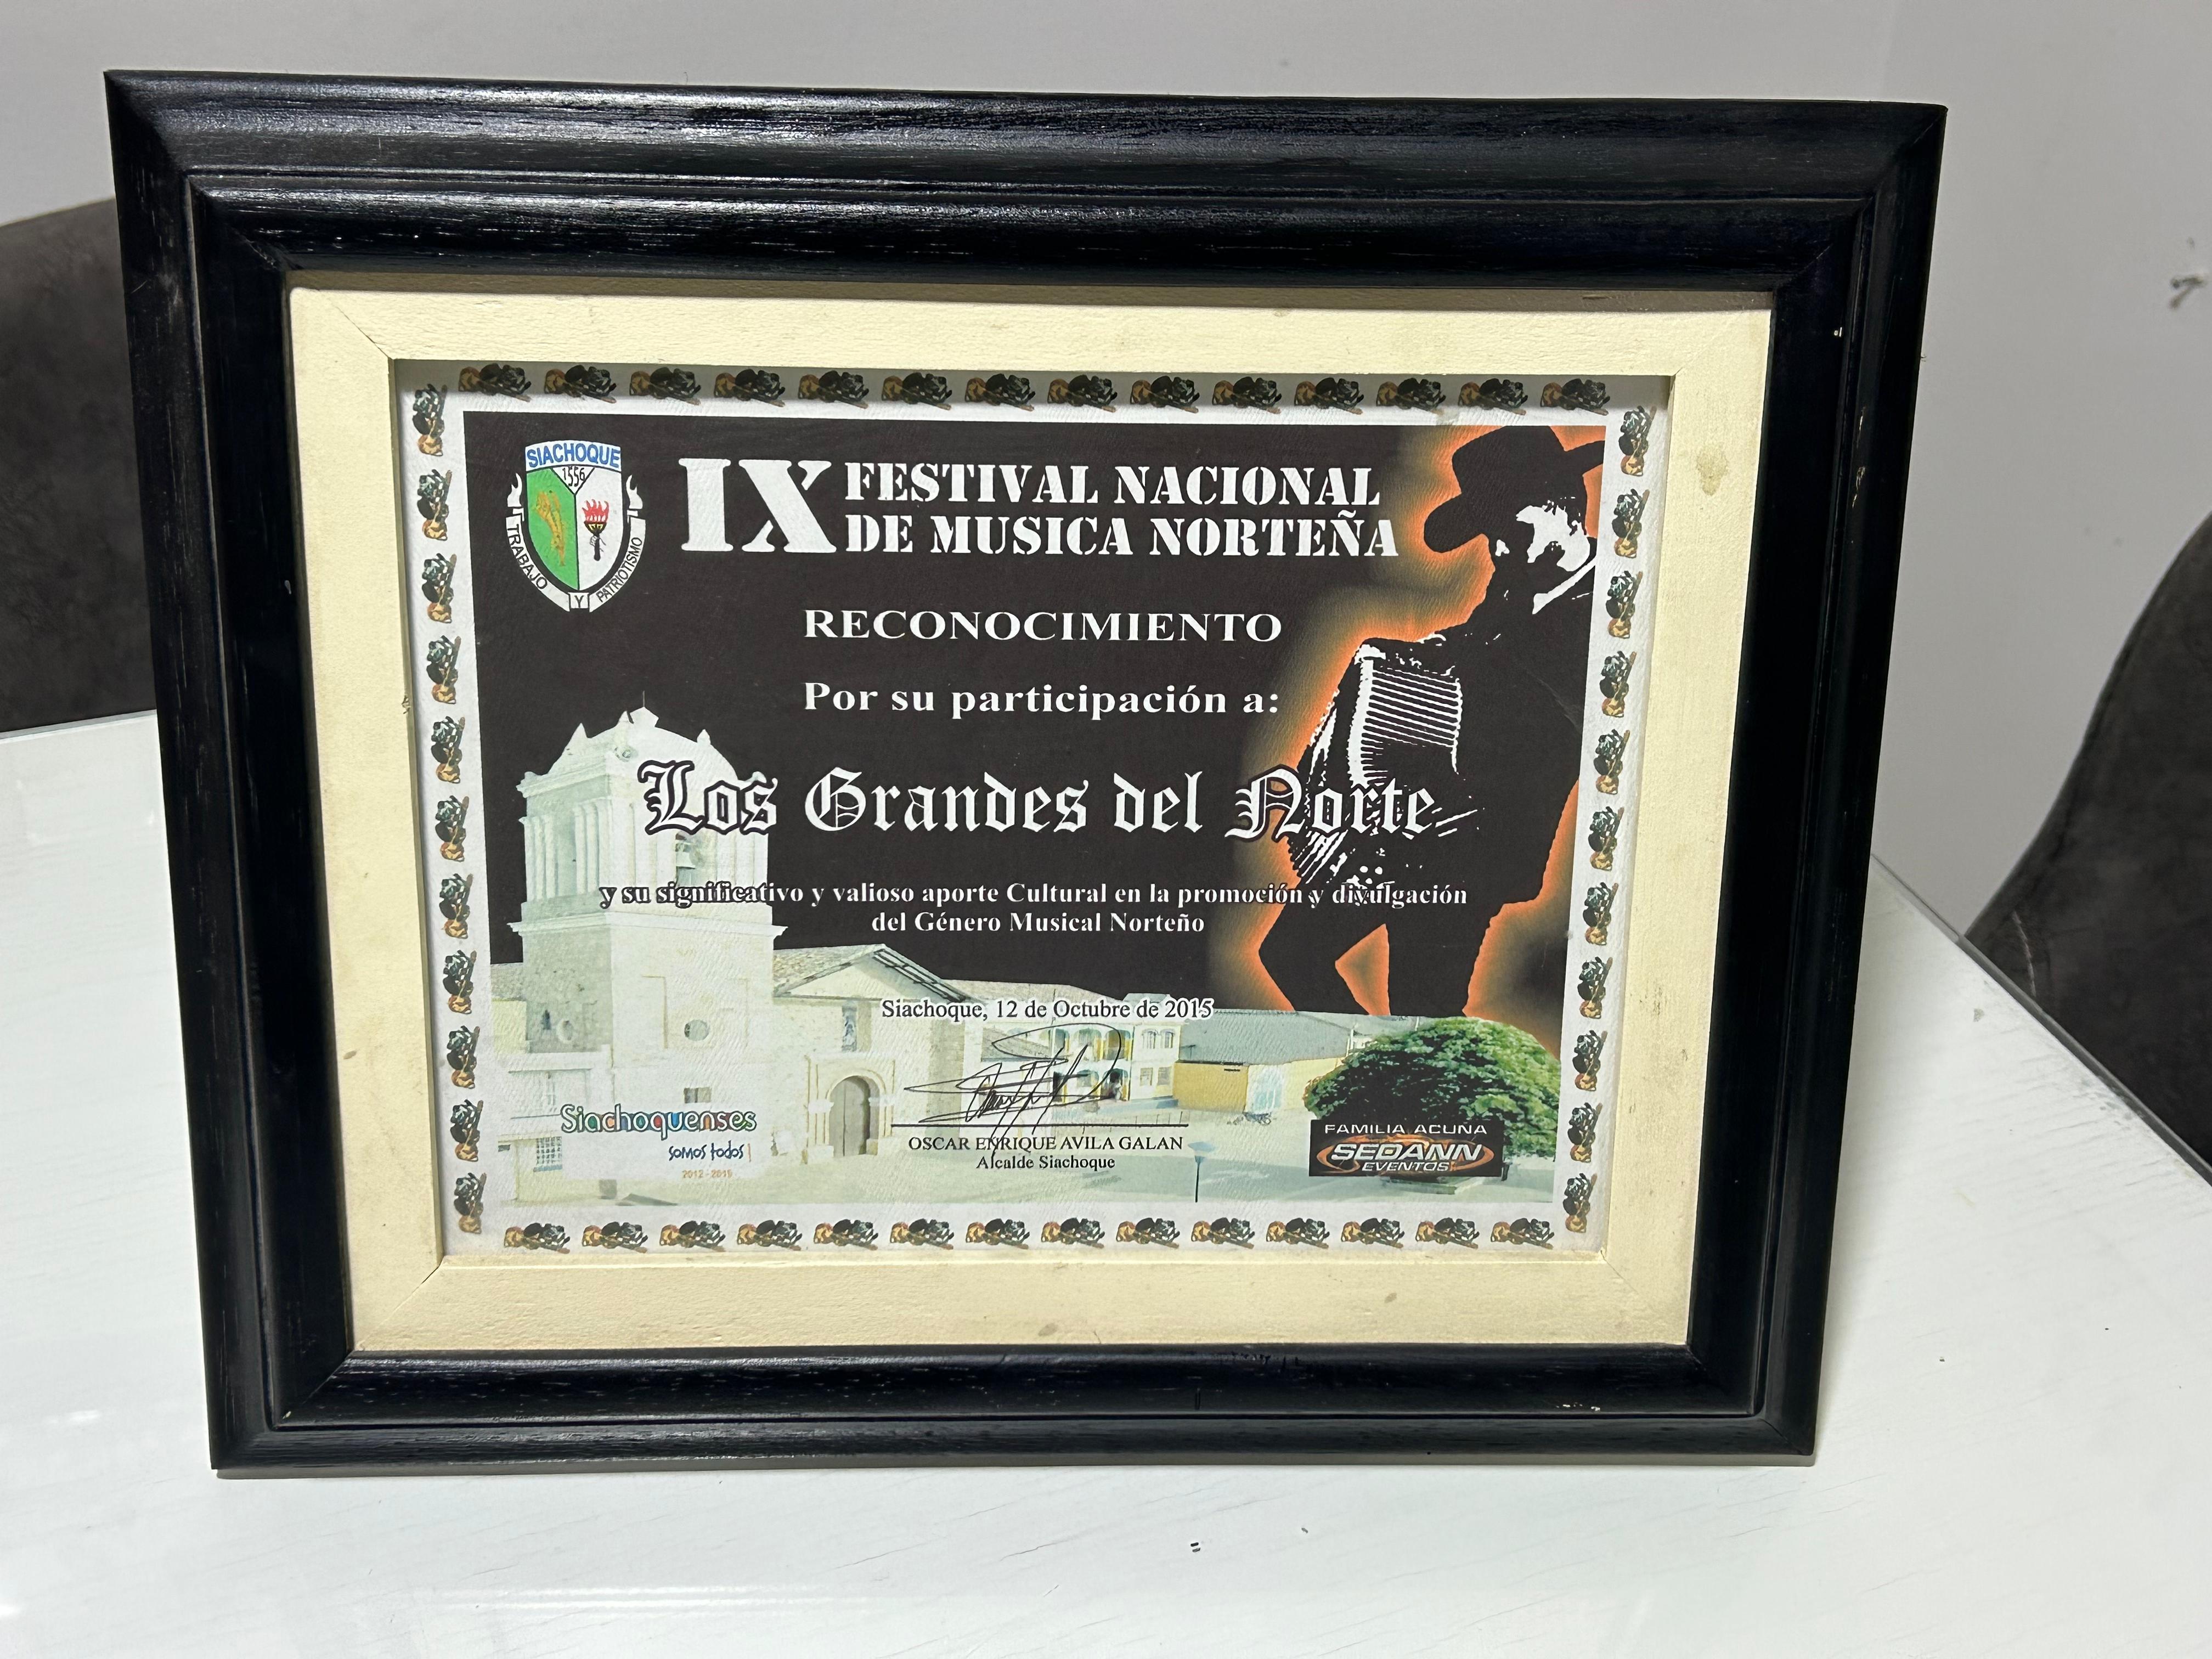 SIACHOQUE
1556
TRABAJO Y PATRIOTISMO
IX FESTIVAL NACIONAL
DE MUSICA NORTEÑA
RECONOCIMIENTO
Por su participación a:
Los Grandes del Norte
y su significativo y valioso aporte Cultural en la promoción y divulgación
del Género Musical Norteño
Siachoque, 12 de Octubre de 2015
OSCAR ENRIQUE AVILA GALAN
Alcalde Siachoque
Siachoquenses
somos todos
2012 - 2015
FAMILIA ACUÑA
SEDANN
EVENTOS